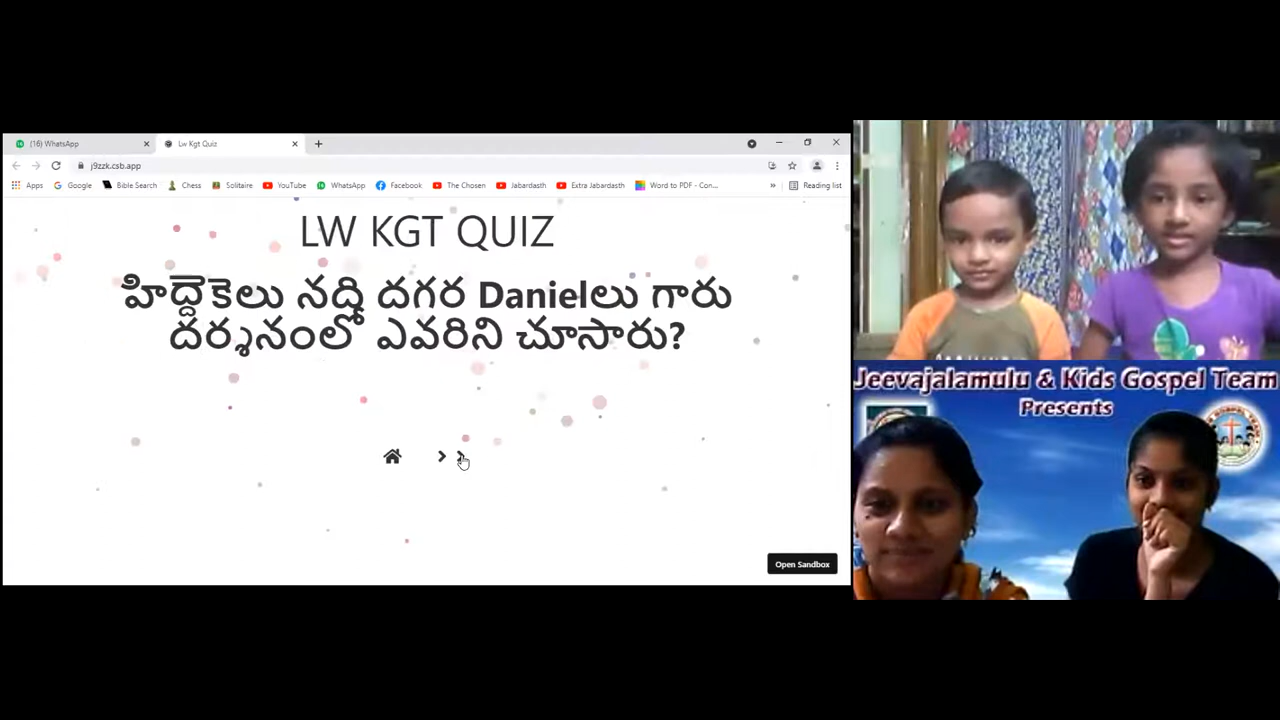 (16) WhatsApp
Lw Kgt Quiz
j9zzk.csb.app
Apps Google Bible Search Chess Solitaire YouTube WhatsApp Facebook The Chosen Jabardasth Extra Jabardasth Word to PDF - Con... » Reading list
LW KGT QUIZ
హిద్దెకెలు నద్ది దగర Danielలు గారు
దర్శనంలో ఎవరిని చూసారు?
Open Sandbox
Jeevajalamulu & Kids Gospel Team
Presents